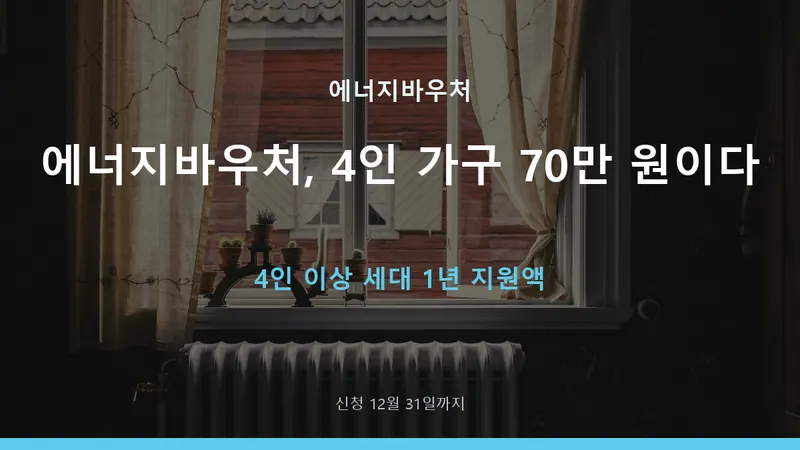 에너지바우처
에너지바우처, 4인 가구 70만 원이다
4인 이상 세대 1년 지원액
신청 12월 31일까지